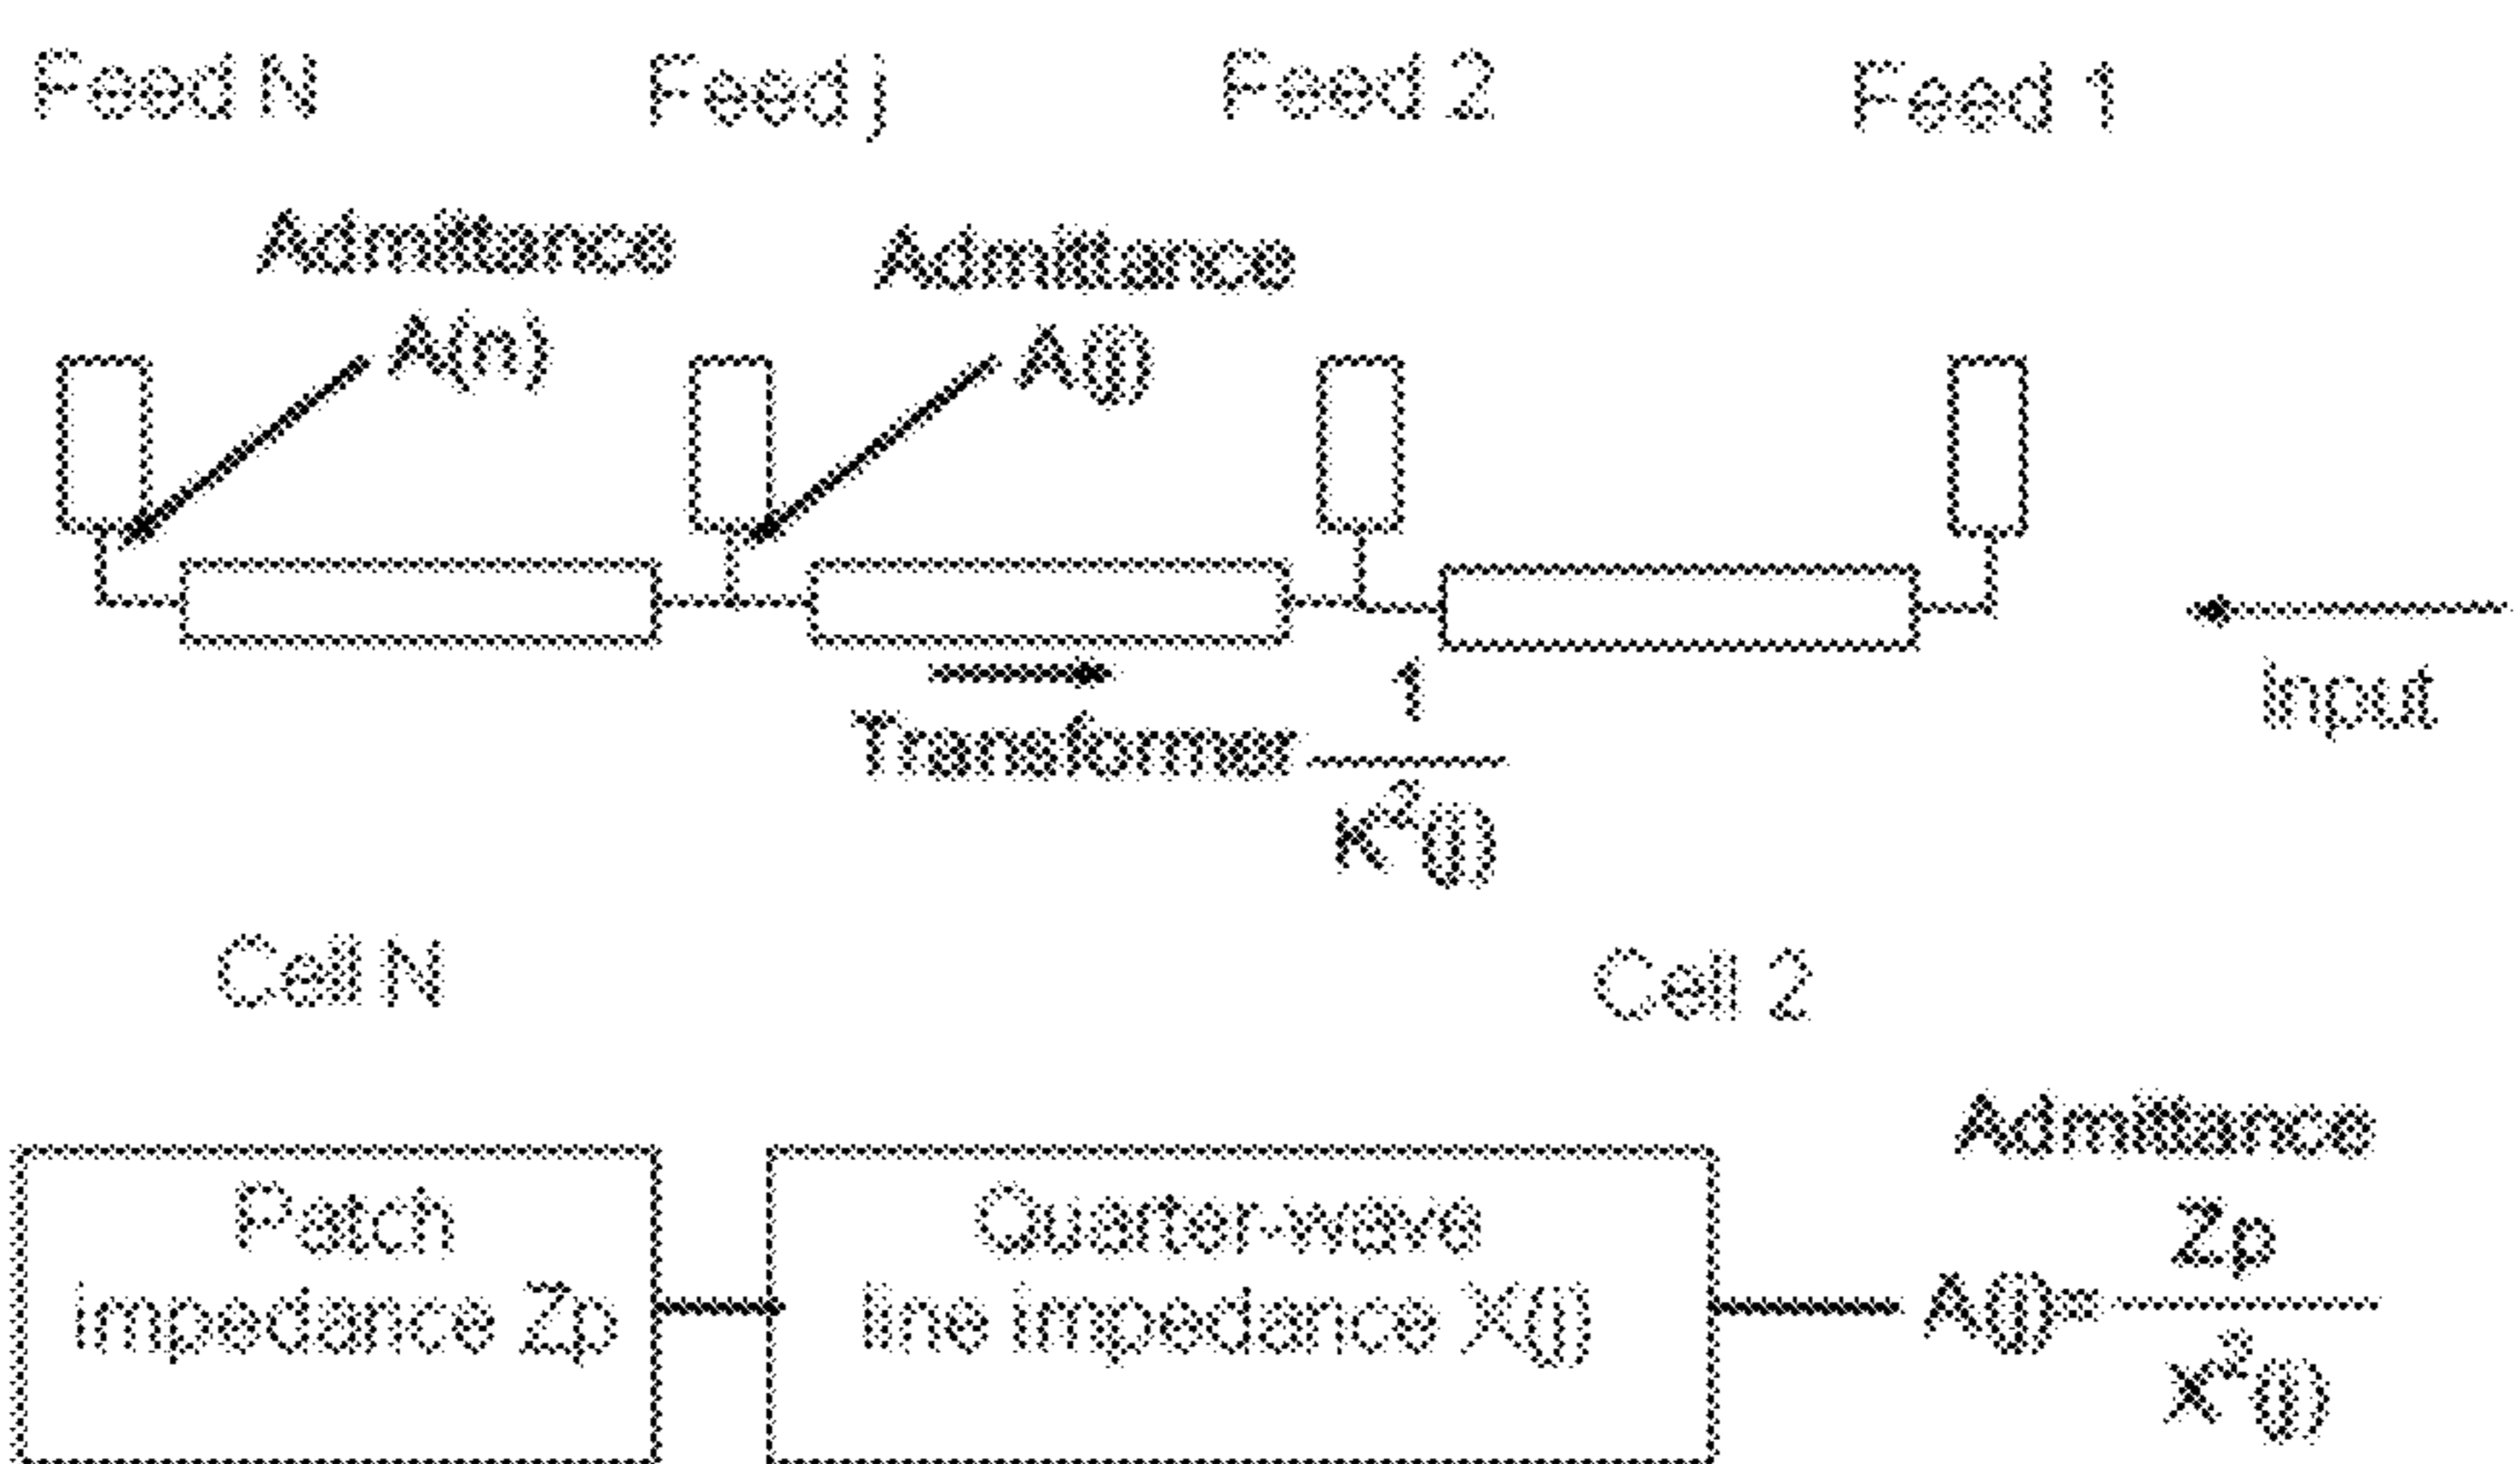 Feed N Feed j Feed 2 Feed 1
Admittance Admittance
A(n) A(j)
Input
Transformer 1
K²(j)
Cell N Cell 2
Admittance
Patch Quarter-wave Zp
impedance Zp line impedance X(j) A(j)=
X²(j)